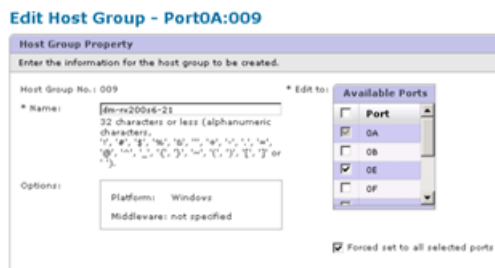 Edit Host Group - Port0A:009
Host Group Property
Enter the information for the host group to be created.
Host Group No.: 009
* Name: dm-rx200s6-21
32 characters or less (alphanumeric
characters,
or
Options:
Platform: Windows
Middleware: not specified
* Edit to:
Available Ports
Port
0A
0B
0E
0F
Forced set to all selected ports